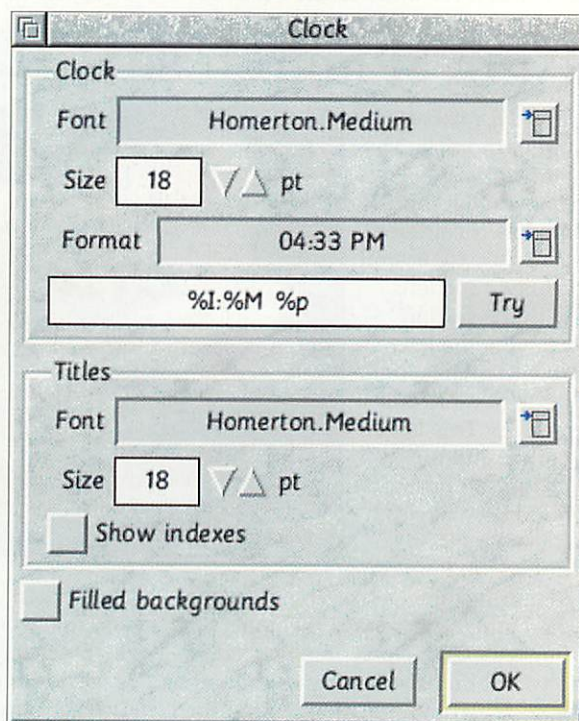 Clock
Clock
Font Homerton.Medium
Size 18 pt
Format 04:33 PM
%I:%M %p Try
Titles
Font Homerton.Medium
Size 18 pt
Show indexes
Filled backgrounds
Cancel OK